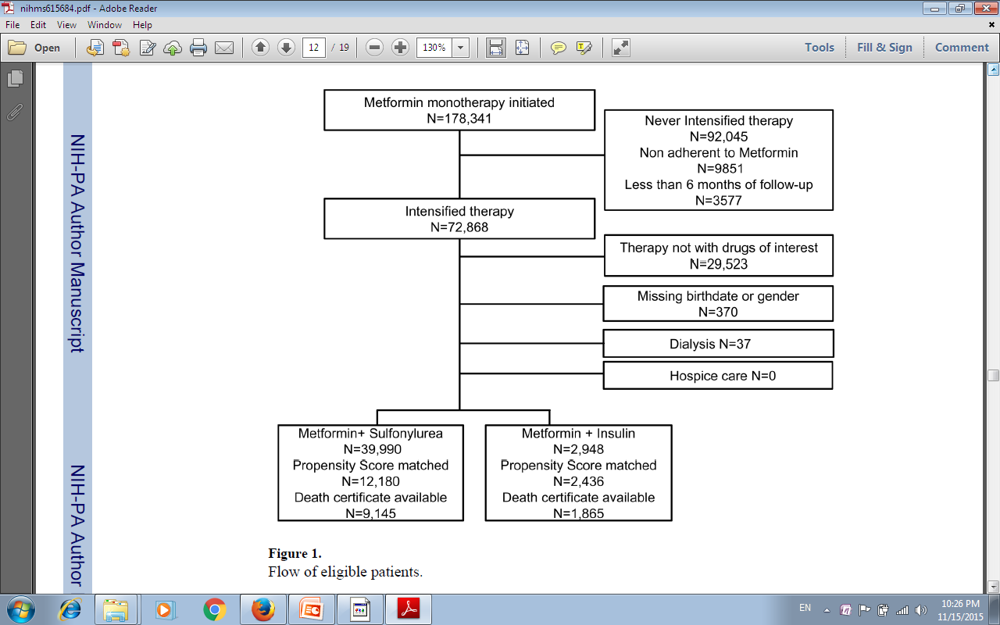 nihms615684.pdf - Adobe Reader
File Edit View Window Help
Open 12 / 19 130% Tools Fill & Sign Comment
NIH-PA Author Manuscript
NIH-PA Author
Metformin monotherapy initiated
N=178,341
Never Intensified therapy
N=92,045
Non adherent to Metformin
N=9851
Less than 6 months of follow-up
N=3577
Intensified therapy
N=72,868
Therapy not with drugs of interest
N=29,523
Missing birthdate or gender
N=370
Dialysis N=37
Hospice care N=0
Metformin+ Sulfonylurea
N=39,990
Propensity Score matched
N=12,180
Death certificate available
N=9,145
Metformin + Insulin
N=2,948
Propensity Score matched
N=2,436
Death certificate available
N=1,865
Figure 1.
Flow of eligible patients.
EN
10:26 PM
11/15/2015